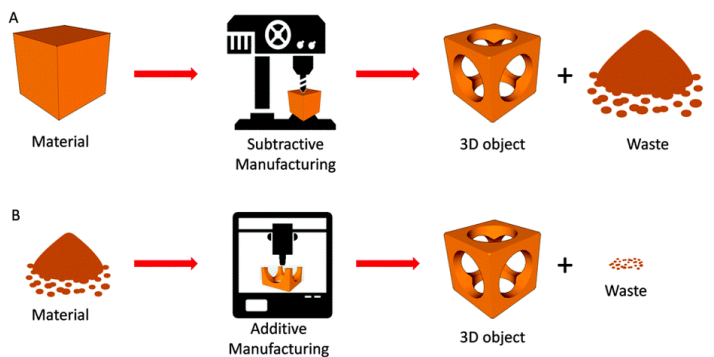 A
Material
Subtractive
Manufacturing
3D object
+
Waste
B
Material
Additive
Manufacturing
3D object
+
Waste